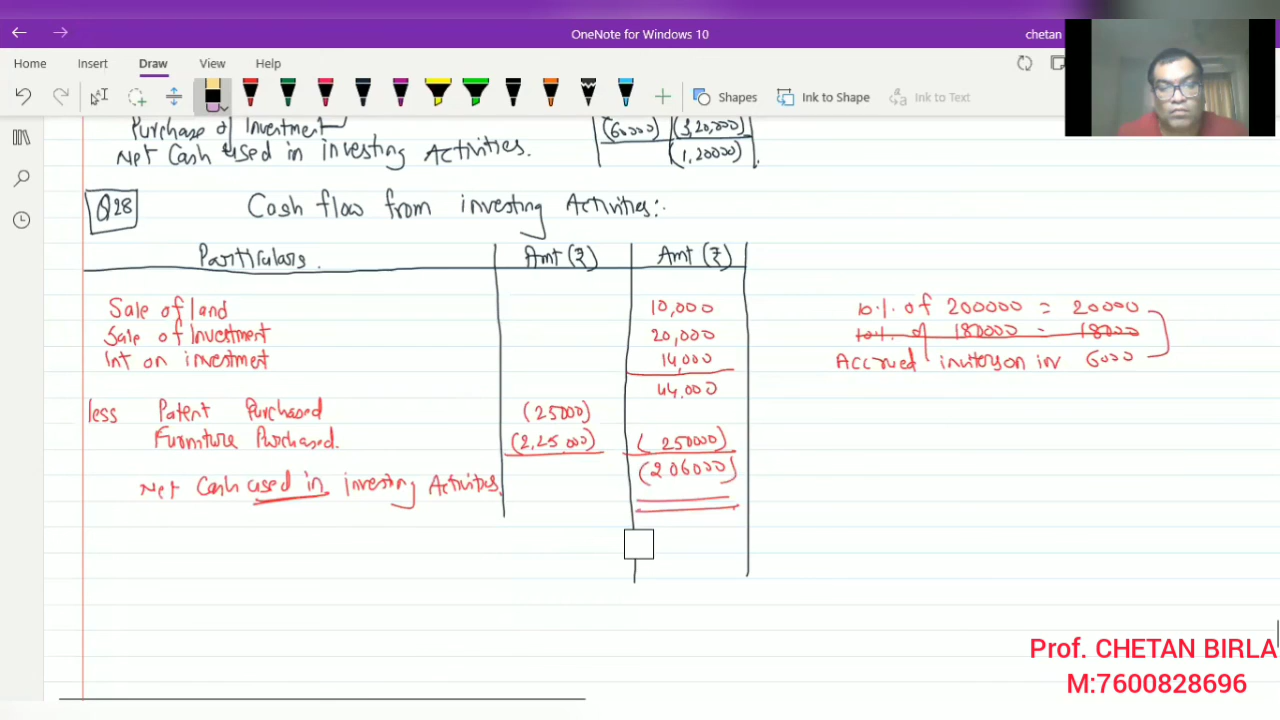 OneNote for Windows 10
chetan
Home Insert Draw View Help
Shapes Ink to Shape Ink to Text
Purchase of Investment (60000) (3,20,000)
Net Cash used in investing Activities. (1,20000)
Q28 Cash flow from investing Activities:.
Particulars. Amt (₹) Amt (₹)
Sale of land 10,000 10%. of 200000 = 20000
Sale of Investment 20,000 10%. of 180000 = 18000
Int on investment 14,000 Accrued on inv 6000
44,000
less Patent Purchased (25000)
Furniture Purchased. (2,25,000) (250000)
(206000)
Net Cash used in investing Activities.
Prof. CHETAN BIRLA
M:7600828696